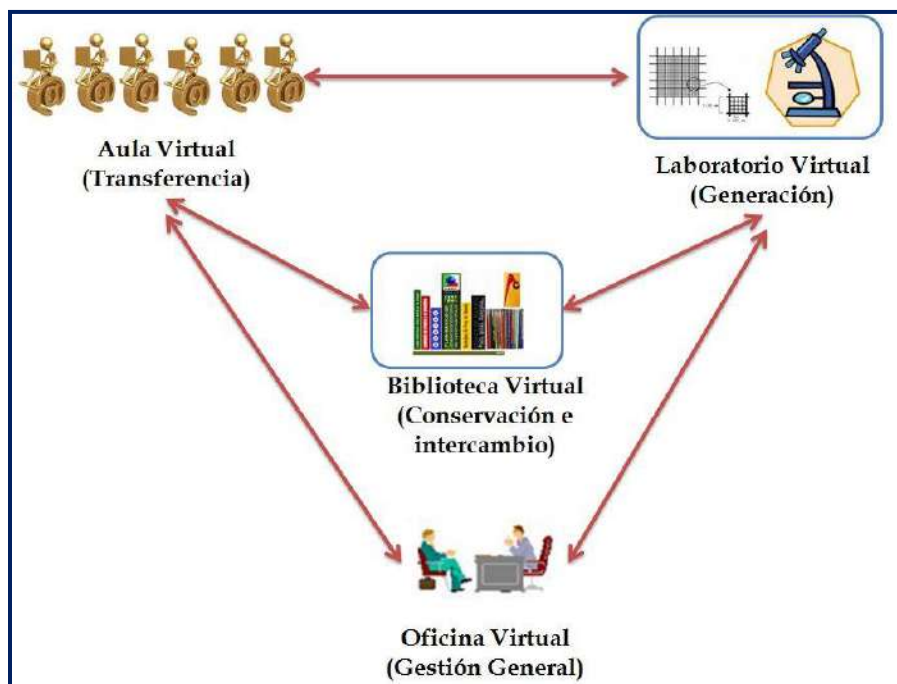 Aula Virtual
(Transferencia)
Laboratorio Virtual
(Generación)
Biblioteca Virtual
(Conservación e
intercambio)
Oficina Virtual
(Gestión General)